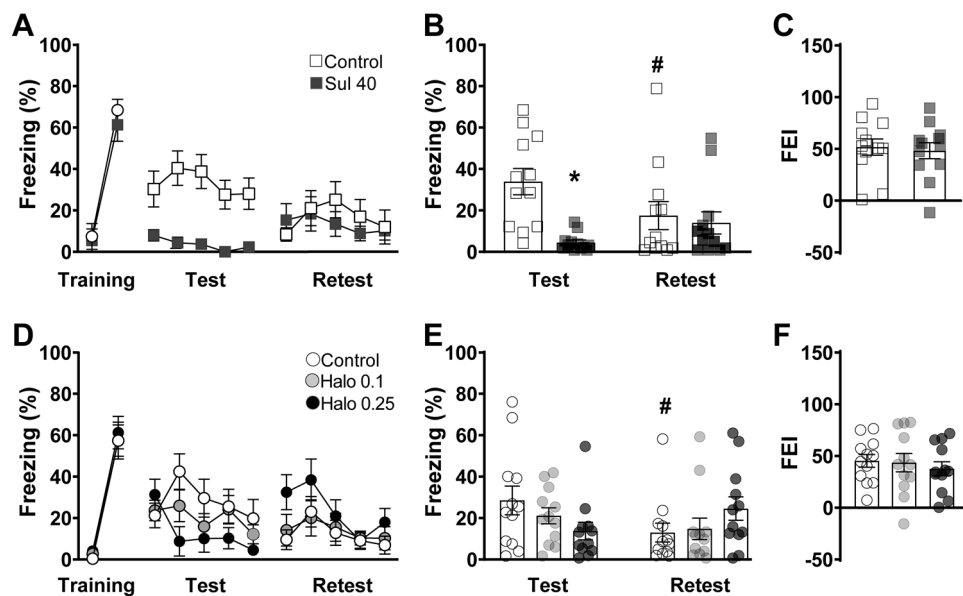 A
B
C
100
80
60
40
20
0
Freezing (%)
Control
Sul 40
Training
Test
Retest
100
80
60
40
20
0
Freezing (%)
*
#
Test
Retest
150
100
50
0
-50
FEI
D
E
F
100
80
60
40
20
0
Freezing (%)
Control
Halo 0.1
Halo 0.25
Training
Test
Retest
100
80
60
40
20
0
Freezing (%)
#
Test
Retest
150
100
50
0
-50
FEI